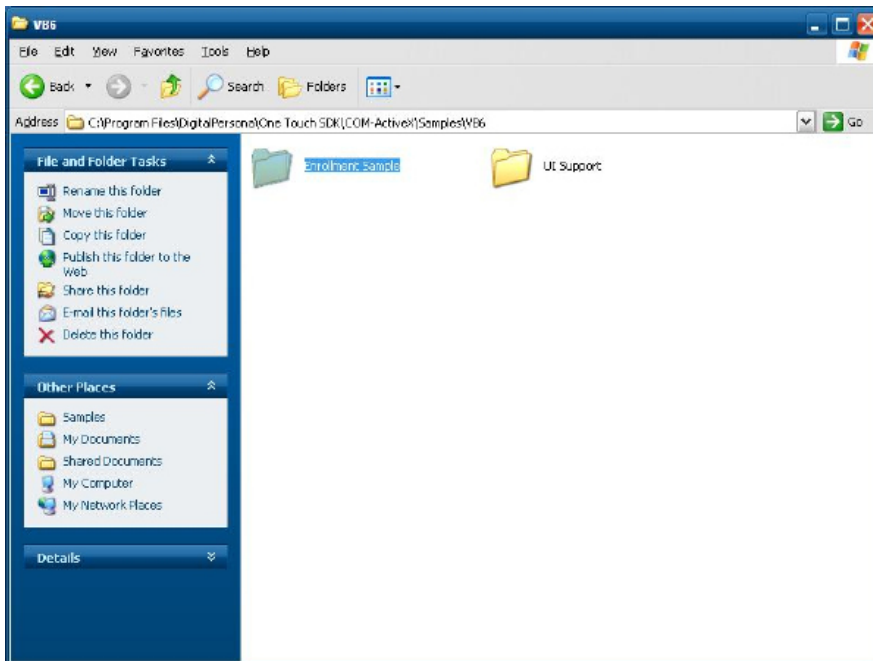 VB6
File Edit View Favorites Tools Help
Back Search Folders
Address C:\Program Files\DigitalPersona\One Touch SDK\COM-ActiveX\Samples\VB6 Go
File and Folder Tasks
Rename this folder
Move this folder
Copy this folder
Publish this folder to the
Web
Share this folder
E-mail this folder's files
Delete this folder
Other Places
Samples
My Documents
Shared Documents
My Computer
My Network Places
Details
Enrollment Sample
UI Support